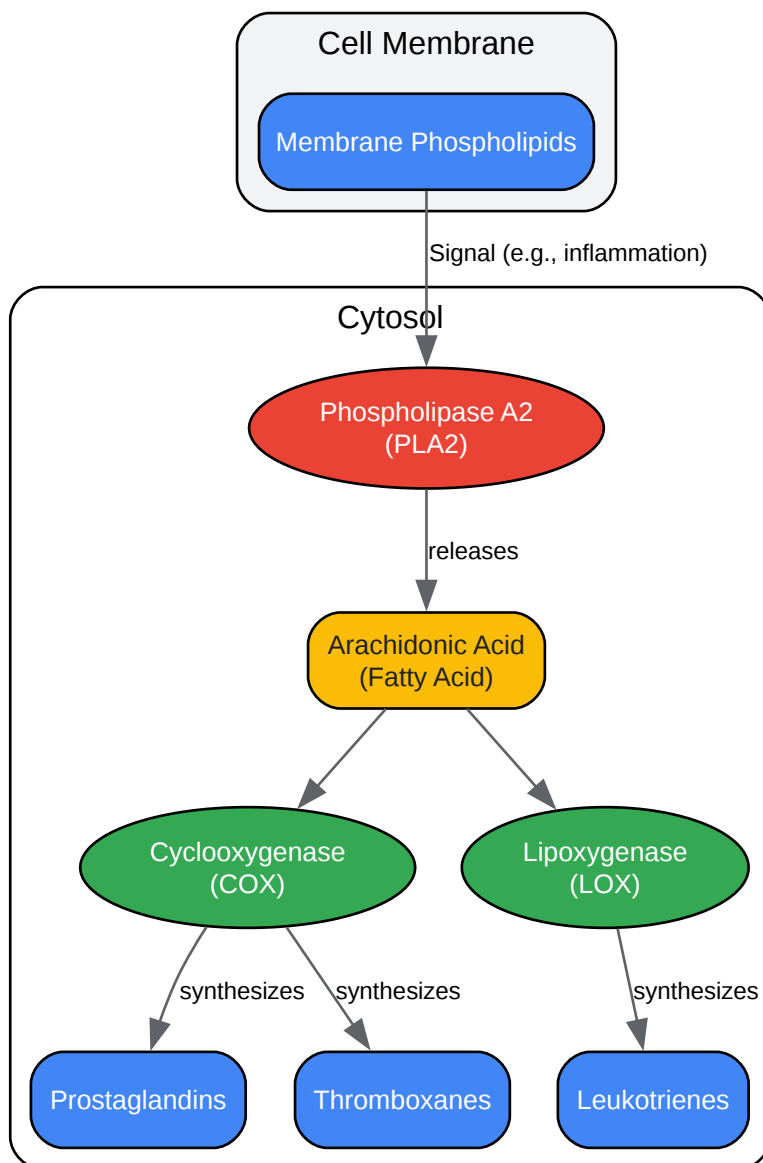 Cell Membrane
Membrane Phospholipids
Signal (e.g., inflammation)
Cytosol
Phospholipase A2
(PLA2)
releases
Arachidonic Acid
(Fatty Acid)
Cyclooxygenase
(COX)
Lipoxygenase
(LOX)
synthesizes
synthesizes
synthesizes
Prostaglandins
Thromboxanes
Leukotrienes